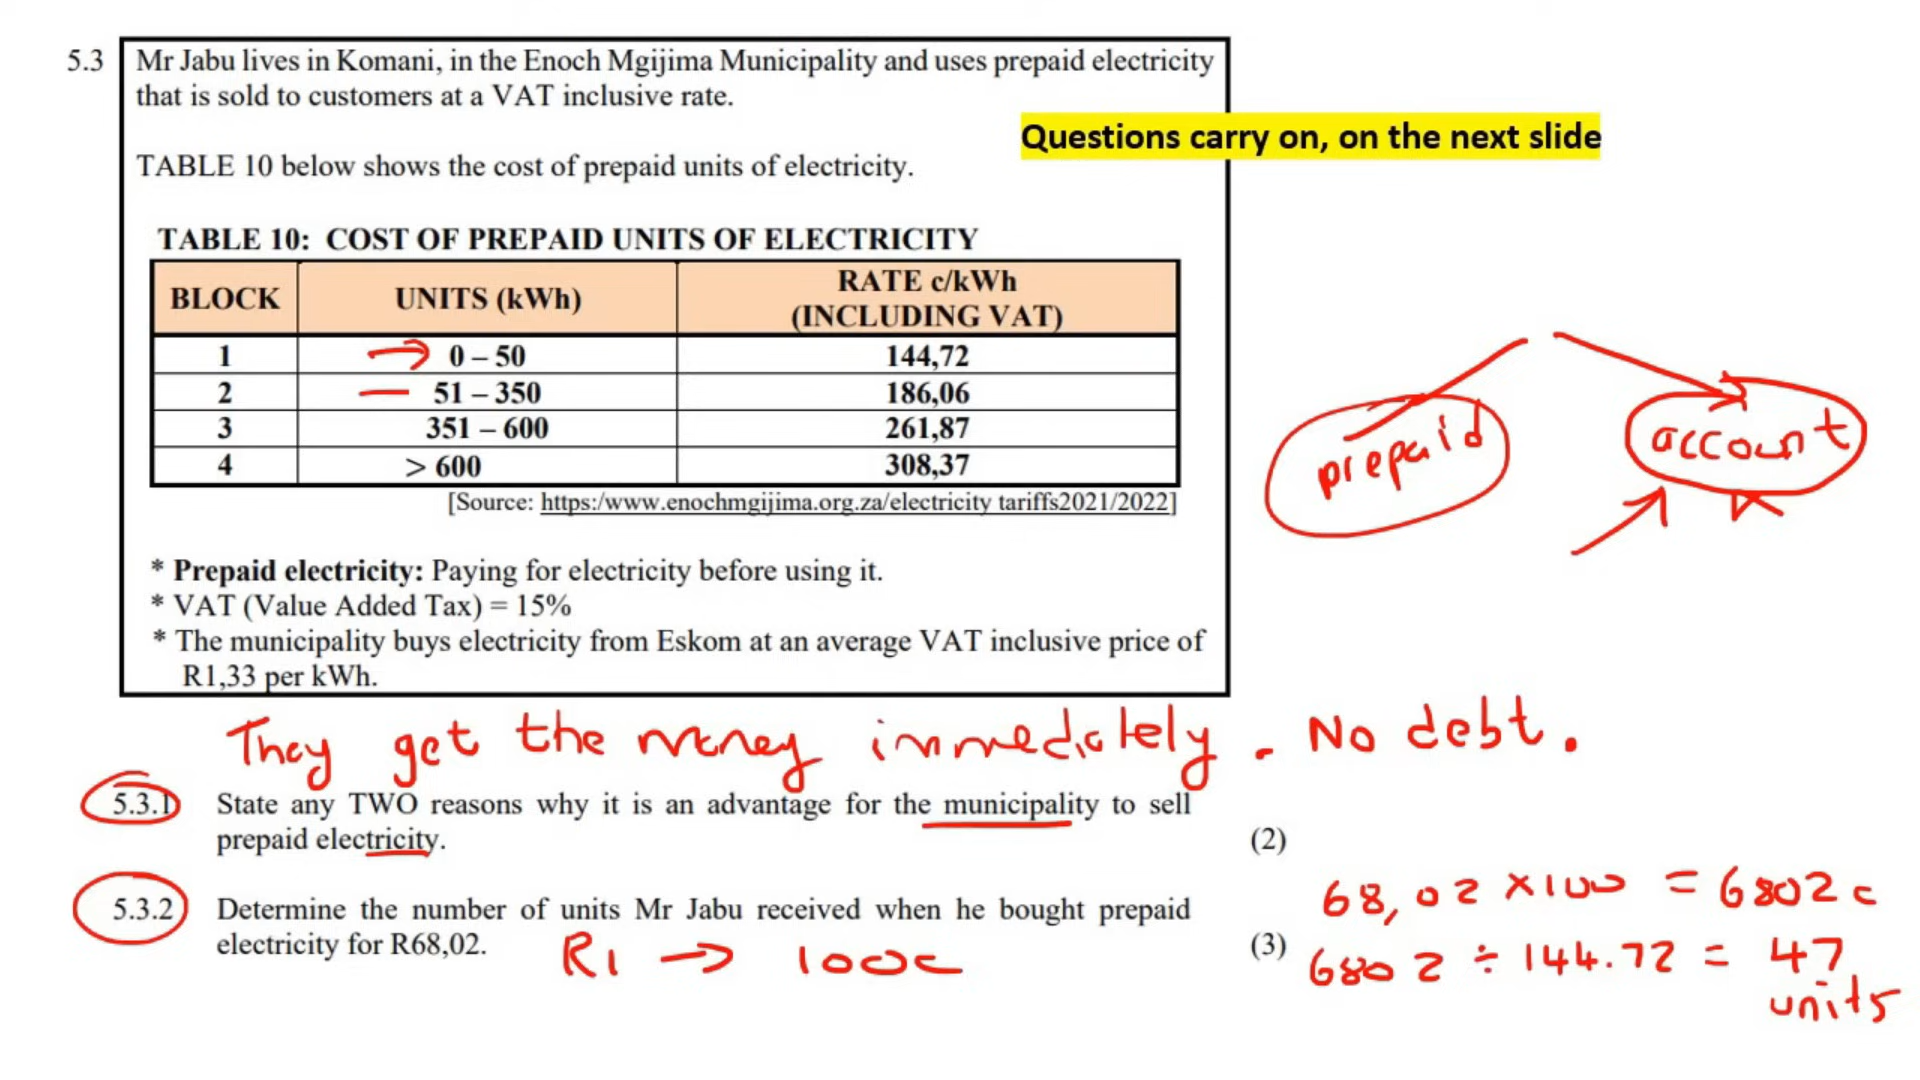 5.3 Mr Jabu lives in Komani, in the Enoch Mgijima Municipality and uses prepaid electricity
that is sold to customers at a VAT inclusive rate.
Questions carry on, on the next slide
TABLE 10 below shows the cost of prepaid units of electricity.
TABLE 10: COST OF PREPAID UNITS OF ELECTRICITY
BLOCK UNITS (kWh) RATE c/kWh
(INCLUDING VAT)
1 0 – 50 144,72
2 51 – 350 186,06
3 351 – 600 261,87
4 > 600 308,37
prepaid account
[Source: https:/www.enochmgijima.org.za/electricity tariffs2021/2022]
* Prepaid electricity: Paying for electricity before using it.
* VAT (Value Added Tax) = 15%
* The municipality buys electricity from Eskom at an average VAT inclusive price of
R1,33 per kWh.
They get the money immediately. No debt.
5.3.1 State any TWO reasons why it is an advantage for the municipality to sell
prepaid electricity. (2)
5.3.2 Determine the number of units Mr Jabu received when he bought prepaid
electricity for R68,02. (3)
R1 → 100c
68,02 × 100 = 6802c
6802 ÷ 144.72 = 47
units